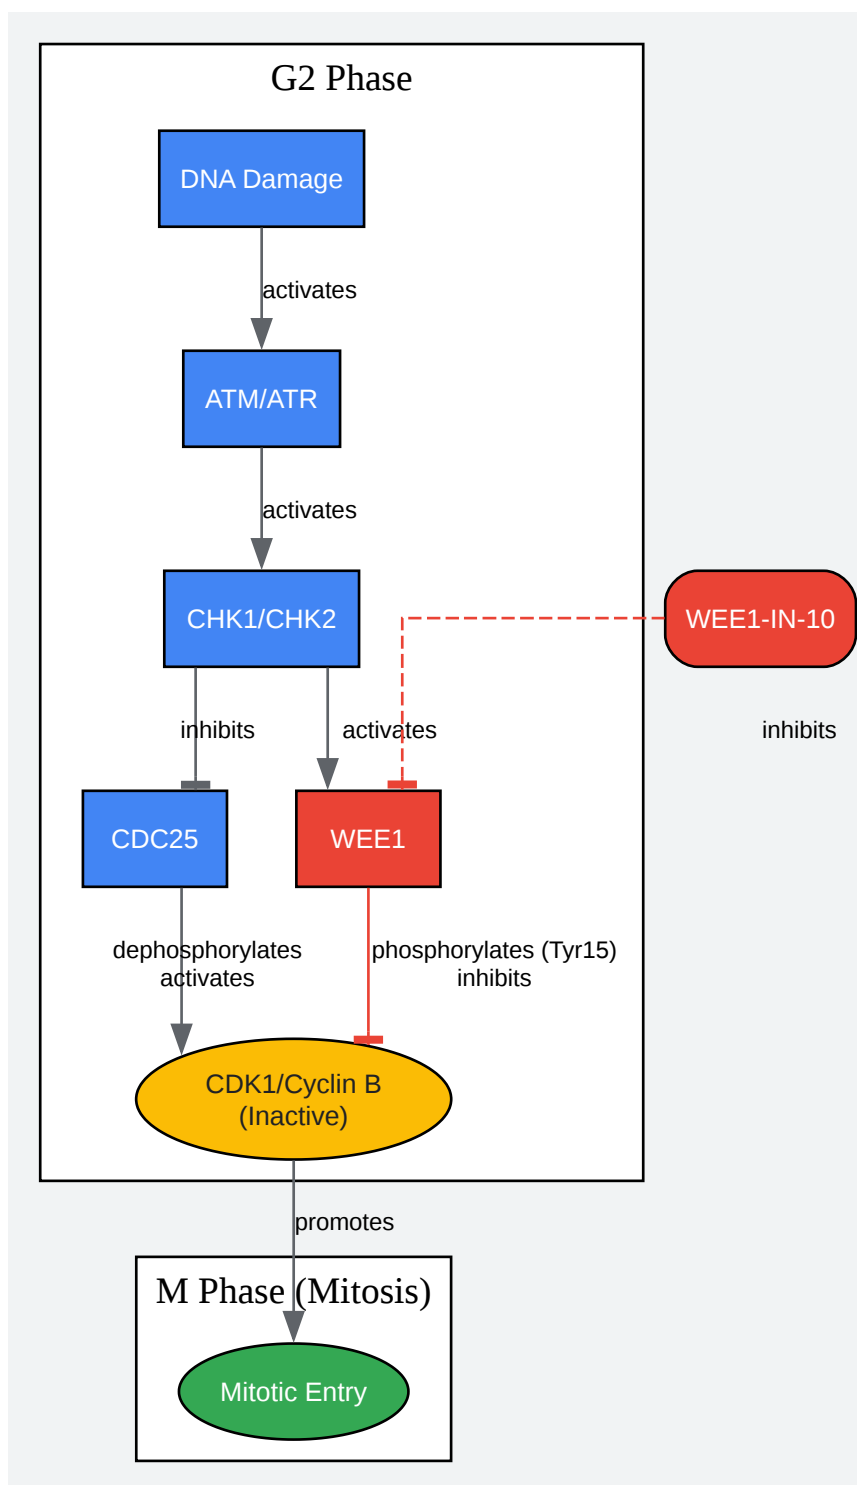 G2 Phase
DNA Damage
activates
ATM/ATR
activates
CHK1/CHK2
WEE1-IN-10
inhibits
activates
inhibits
CDC25
WEE1
dephosphorylates
activates
phosphorylates (Tyr15)
inhibits
CDK1/Cyclin B
(Inactive)
promotes
M Phase (Mitosis)
Mitotic Entry